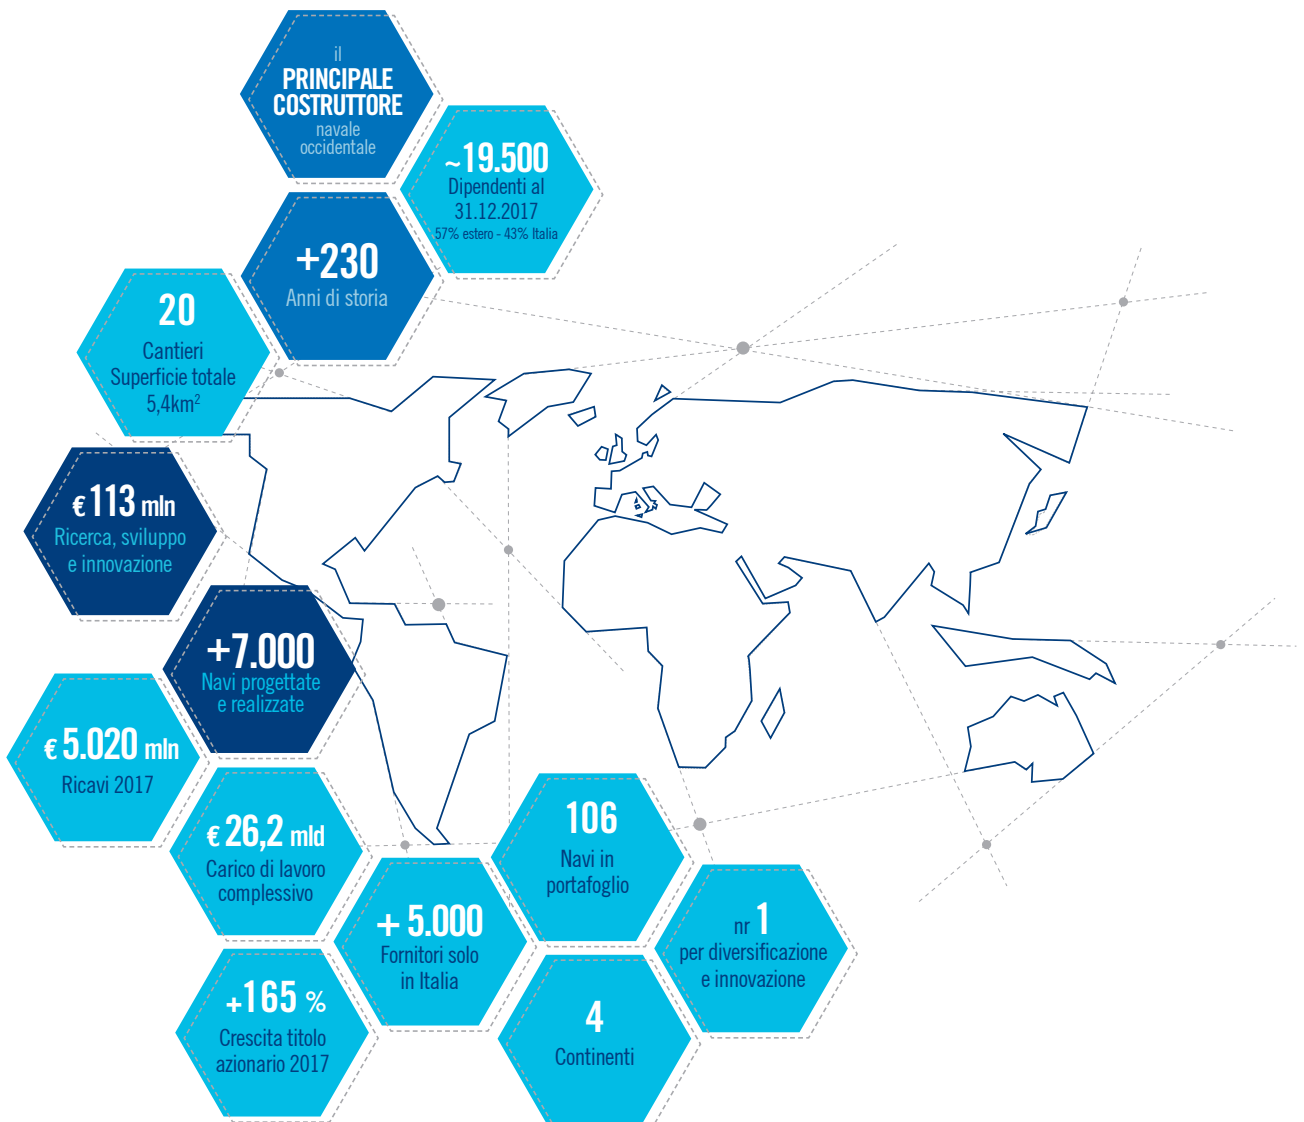 il
PRINCIPALE
COSTRUTTORE
navale
occidentale
~19.500
Dipendenti al
31.12.2017
57% estero - 43% Italia
+230
Anni di storia
20
Cantieri
Superficie totale
5,4km²
€ 113 mln
Ricerca, sviluppo
e innovazione
+7.000
Navi progettate
e realizzate
€ 5.020 mln
Ricavi 2017
€ 26,2 mld
Carico di lavoro
complessivo
106
Navi in
portafoglio
+ 5.000
Fornitori solo
in Italia
nr 1
per diversificazione
e innovazione
+165 %
Crescita titolo
azionario 2017
4
Continenti